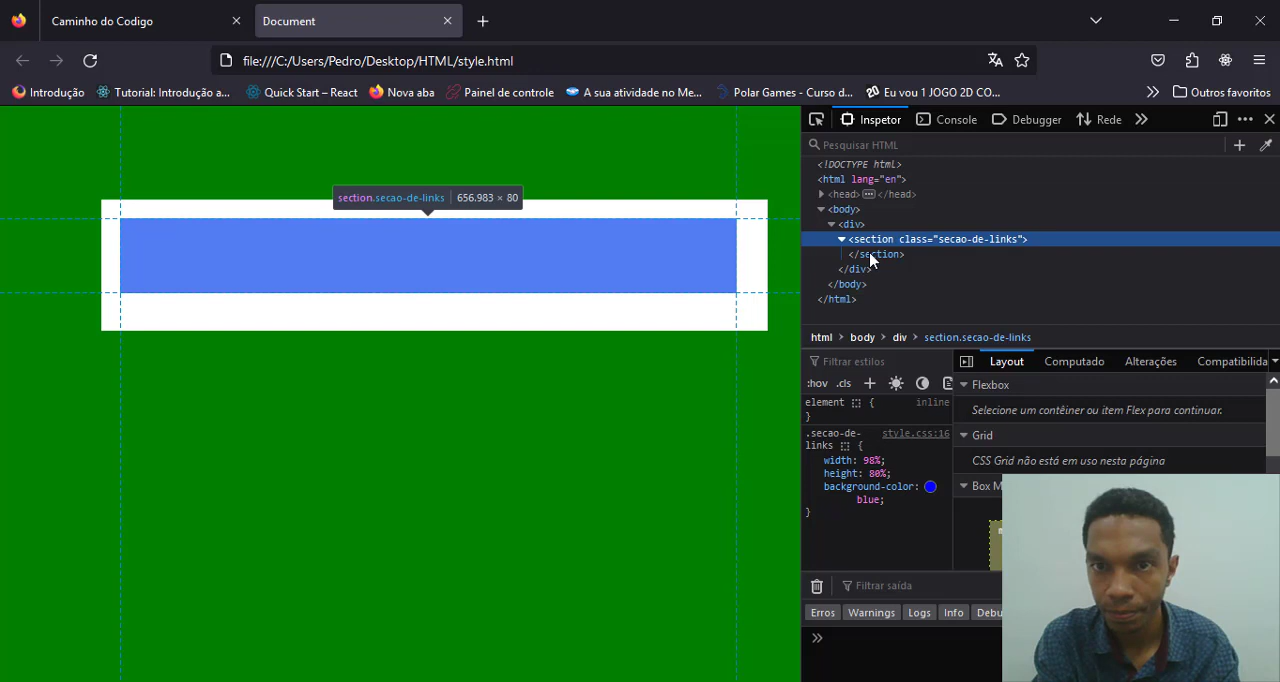 Caminho do Codigo
Document
file:///C:/Users/Pedro/Desktop/HTML/style.html
Introdução
Tutorial: Introdução a...
Quick Start – React
Nova aba
Painel de controle
A sua atividade no Me...
Polar Games - Curso d...
Eu vou 1 JOGO 2D CO...
Outros favoritos
Inspetor
Console
Debugger
Rede
Pesquisar HTML
<!DOCTYPE html>
<html lang="en">
<head> ... </head>
<body>
<div>
<section class="secao-de-links">
</section>
</div>
</body>
</html>
section.secao-de-links 656.983 × 80
html > body > div > section.secao-de-links
Filtrar estilos
:hov .cls
element { inline
}
.secao-de-links { style.css:16
width: 98%;
height: 80%;
background-color: blue;
}
Layout
Computado
Alterações
Compatibilida
Flexbox
Selecione um contêiner ou item Flex para continuar.
Grid
CSS Grid não está em uso nesta página
Box M
Filtrar saída
Erros
Warnings
Logs
Info
Debu